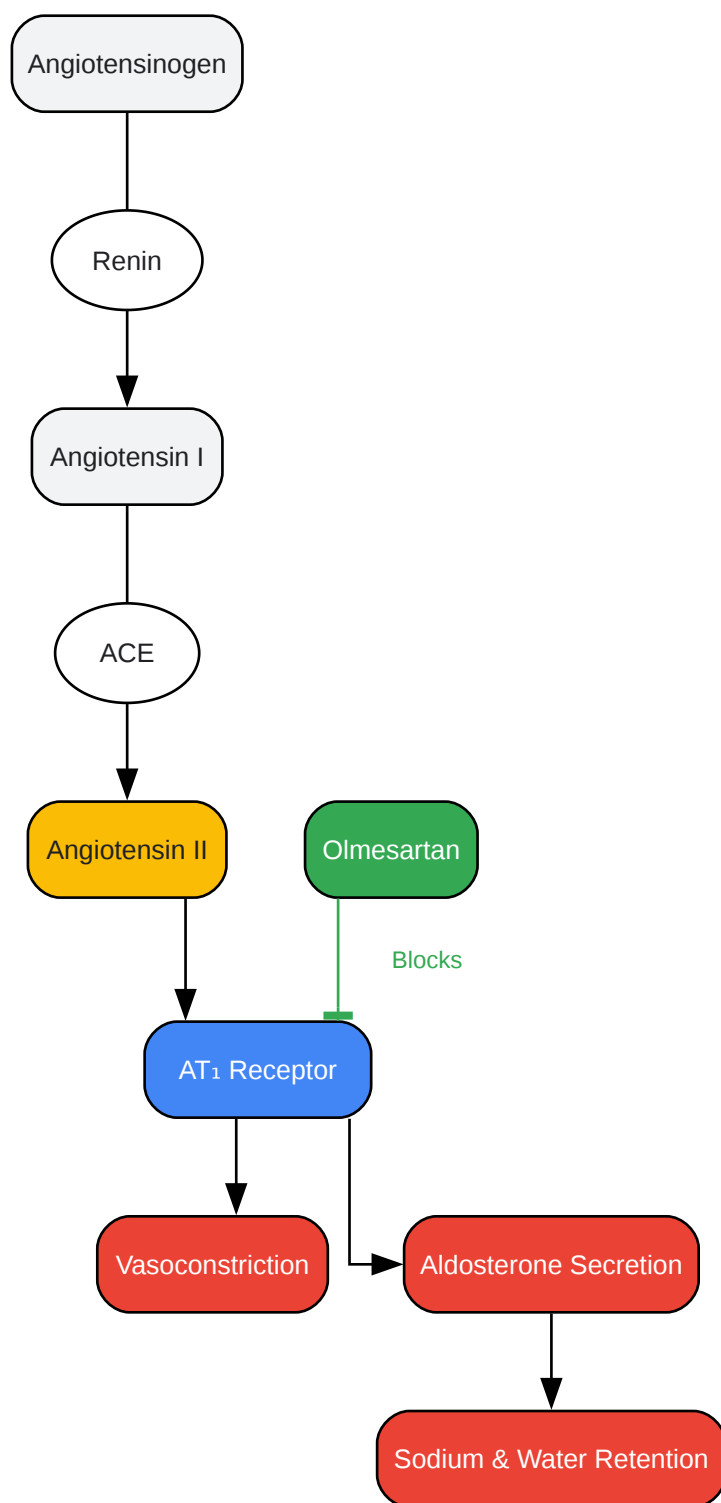 Angiotensinogen
Renin
Angiotensin I
ACE
Angiotensin II
Olmesartan
Blocks
AT₁ Receptor
Vasoconstriction
Aldosterone Secretion
Sodium & Water Retention